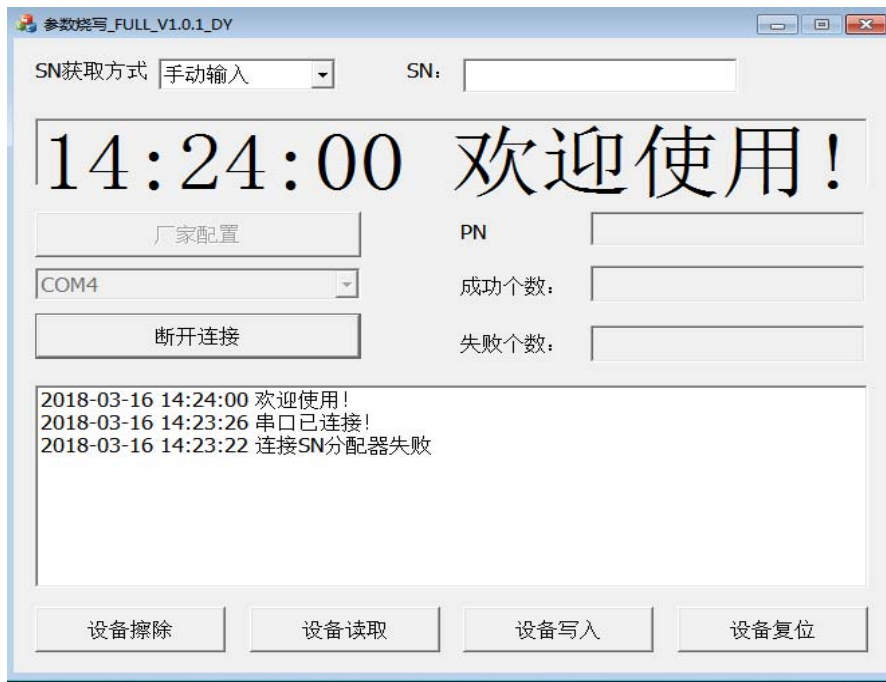 参数烧写_FULL_V1.0.1_DY
SN获取方式 手动输入 SN：
14:24:00 欢迎使用!
厂家配置 PN
COM4 成功个数：
断开连接 失败个数：
2018-03-16 14:24:00 欢迎使用!
2018-03-16 14:23:26 串口已连接!
2018-03-16 14:23:22 连接SN分配器失败
设备擦除 设备读取 设备写入 设备复位